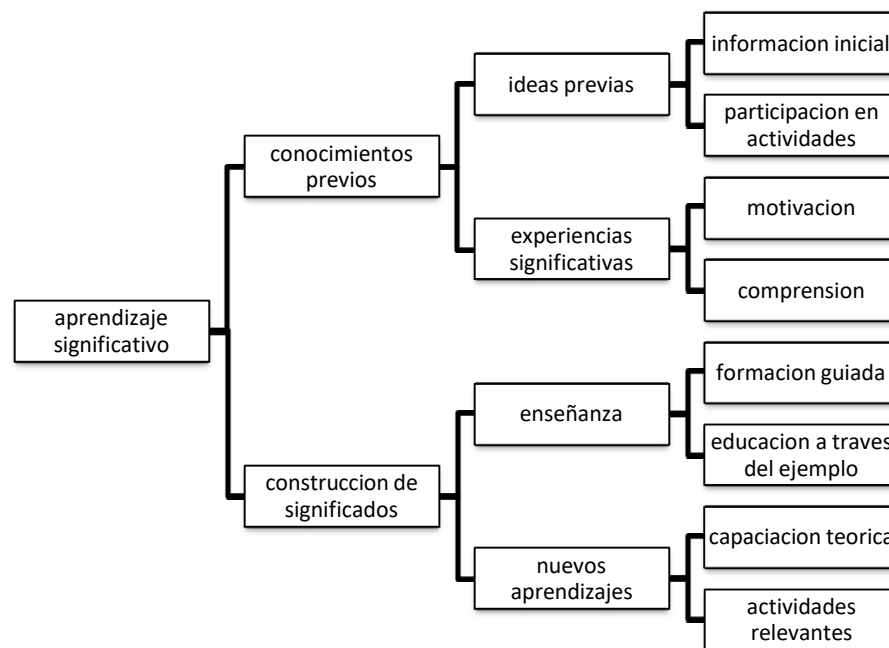 informacion inicial
ideas previas
participacion en
actividades
conocimientos
previos
motivacion
experiencias
significativas
comprension
aprendizaje
significativo
formacion guiada
enseñanza
educacion a traves
del ejemplo
construccion de
significados
capaciacion teorica
nuevos
aprendizajes
actividades
relevantes